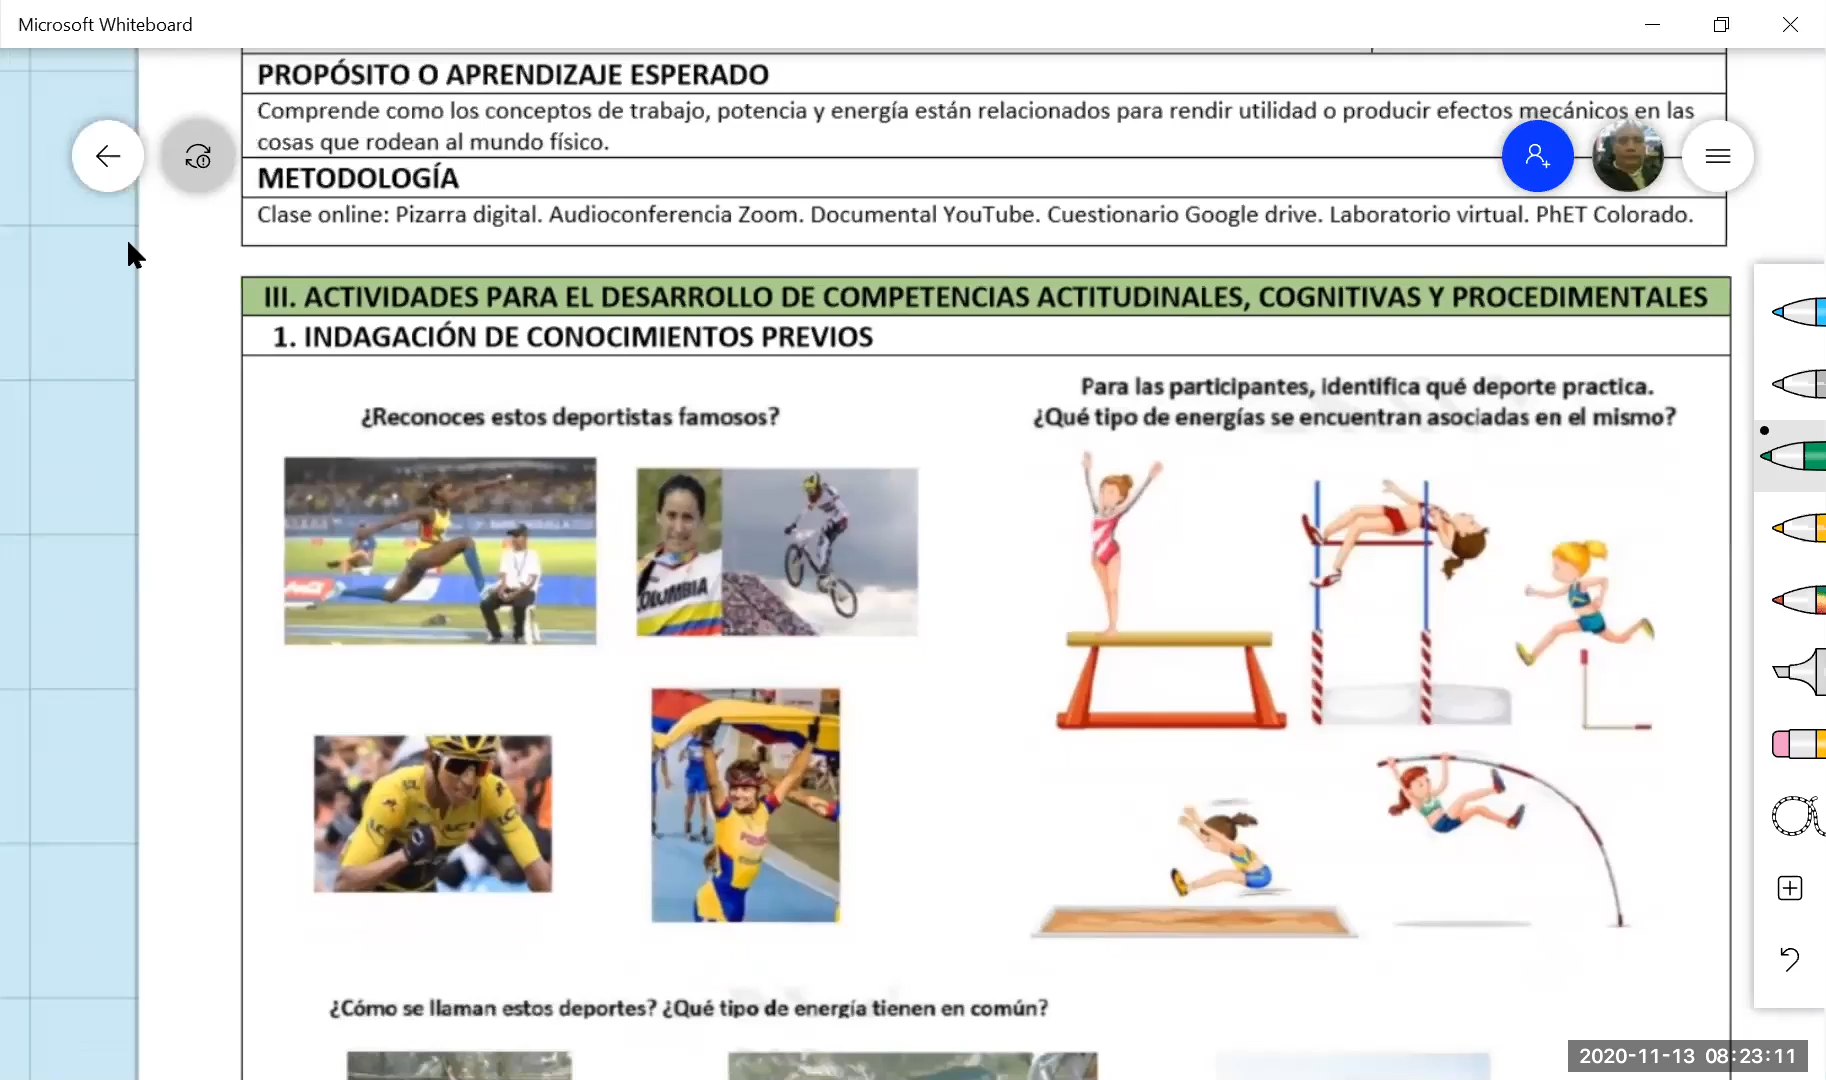 Microsoft Whiteboard
PROPÓSITO O APRENDIZAJE ESPERADO
Comprende como los conceptos de trabajo, potencia y energía están relacionados para rendir utilidad o producir efectos mecánicos en las
cosas que rodean al mundo físico.
METODOLOGÍA
Clase online: Pizarra digital. Audioconferencia Zoom. Documental YouTube. Cuestionario Google drive. Laboratorio virtual. PhET Colorado.
III. ACTIVIDADES PARA EL DESARROLLO DE COMPETENCIAS ACTITUDINALES, COGNITIVAS Y PROCEDIMENTALES
1. INDAGACIÓN DE CONOCIMIENTOS PREVIOS
¿Reconoces estos deportistas famosos?
Para las participantes, identifica qué deporte practica.
¿Qué tipo de energías se encuentran asociadas en el mismo?
COLOMBIA
¿Cómo se llaman estos deportes? ¿Qué tipo de energía tienen en común?
2020-11-13 08:23:11